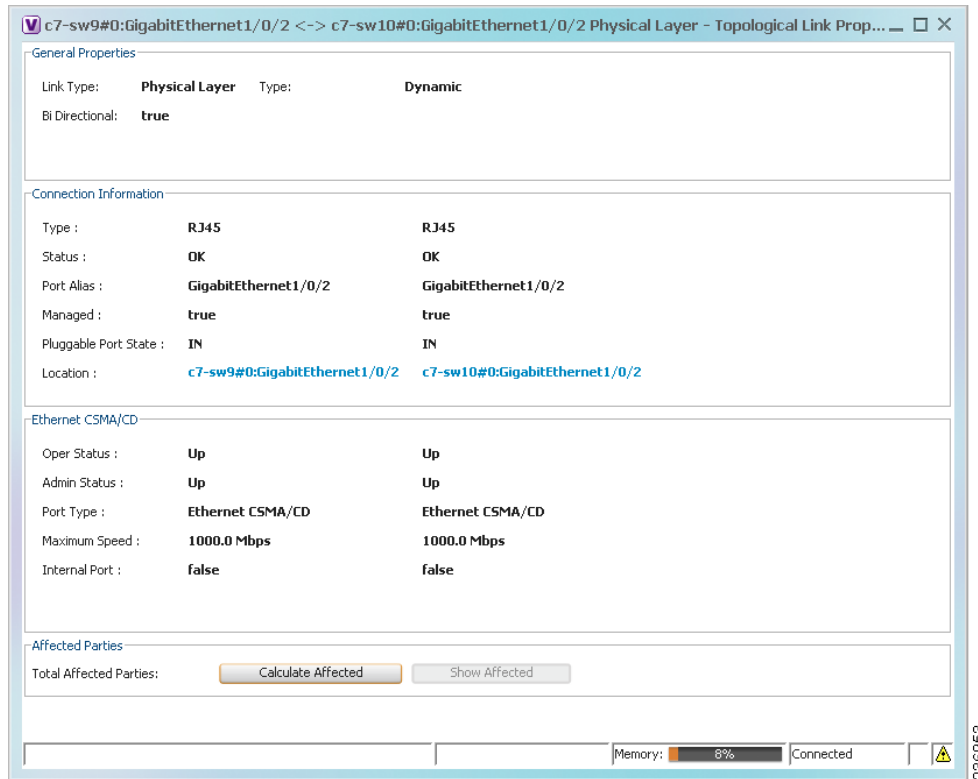 c7-sw9#0:GigabitEthernet1/0/2 <-> c7-sw10#0:GigabitEthernet1/0/2 Physical Layer - Topological Link Prop...
General Properties
Link Type: Physical Layer Type: Dynamic
Bi Directional: true
Connection Information
Type : RJ45 RJ45
Status : OK OK
Port Alias : GigabitEthernet1/0/2 GigabitEthernet1/0/2
Managed : true true
Pluggable Port State : IN IN
Location : c7-sw9#0:GigabitEthernet1/0/2 c7-sw10#0:GigabitEthernet1/0/2
Ethernet CSMA/CD
Oper Status : Up Up
Admin Status : Up Up
Port Type : Ethernet CSMA/CD Ethernet CSMA/CD
Maximum Speed : 1000.0 Mbps 1000.0 Mbps
Internal Port : false false
Affected Parties
Total Affected Parties: Calculate Affected Show Affected
Memory: 8% Connected